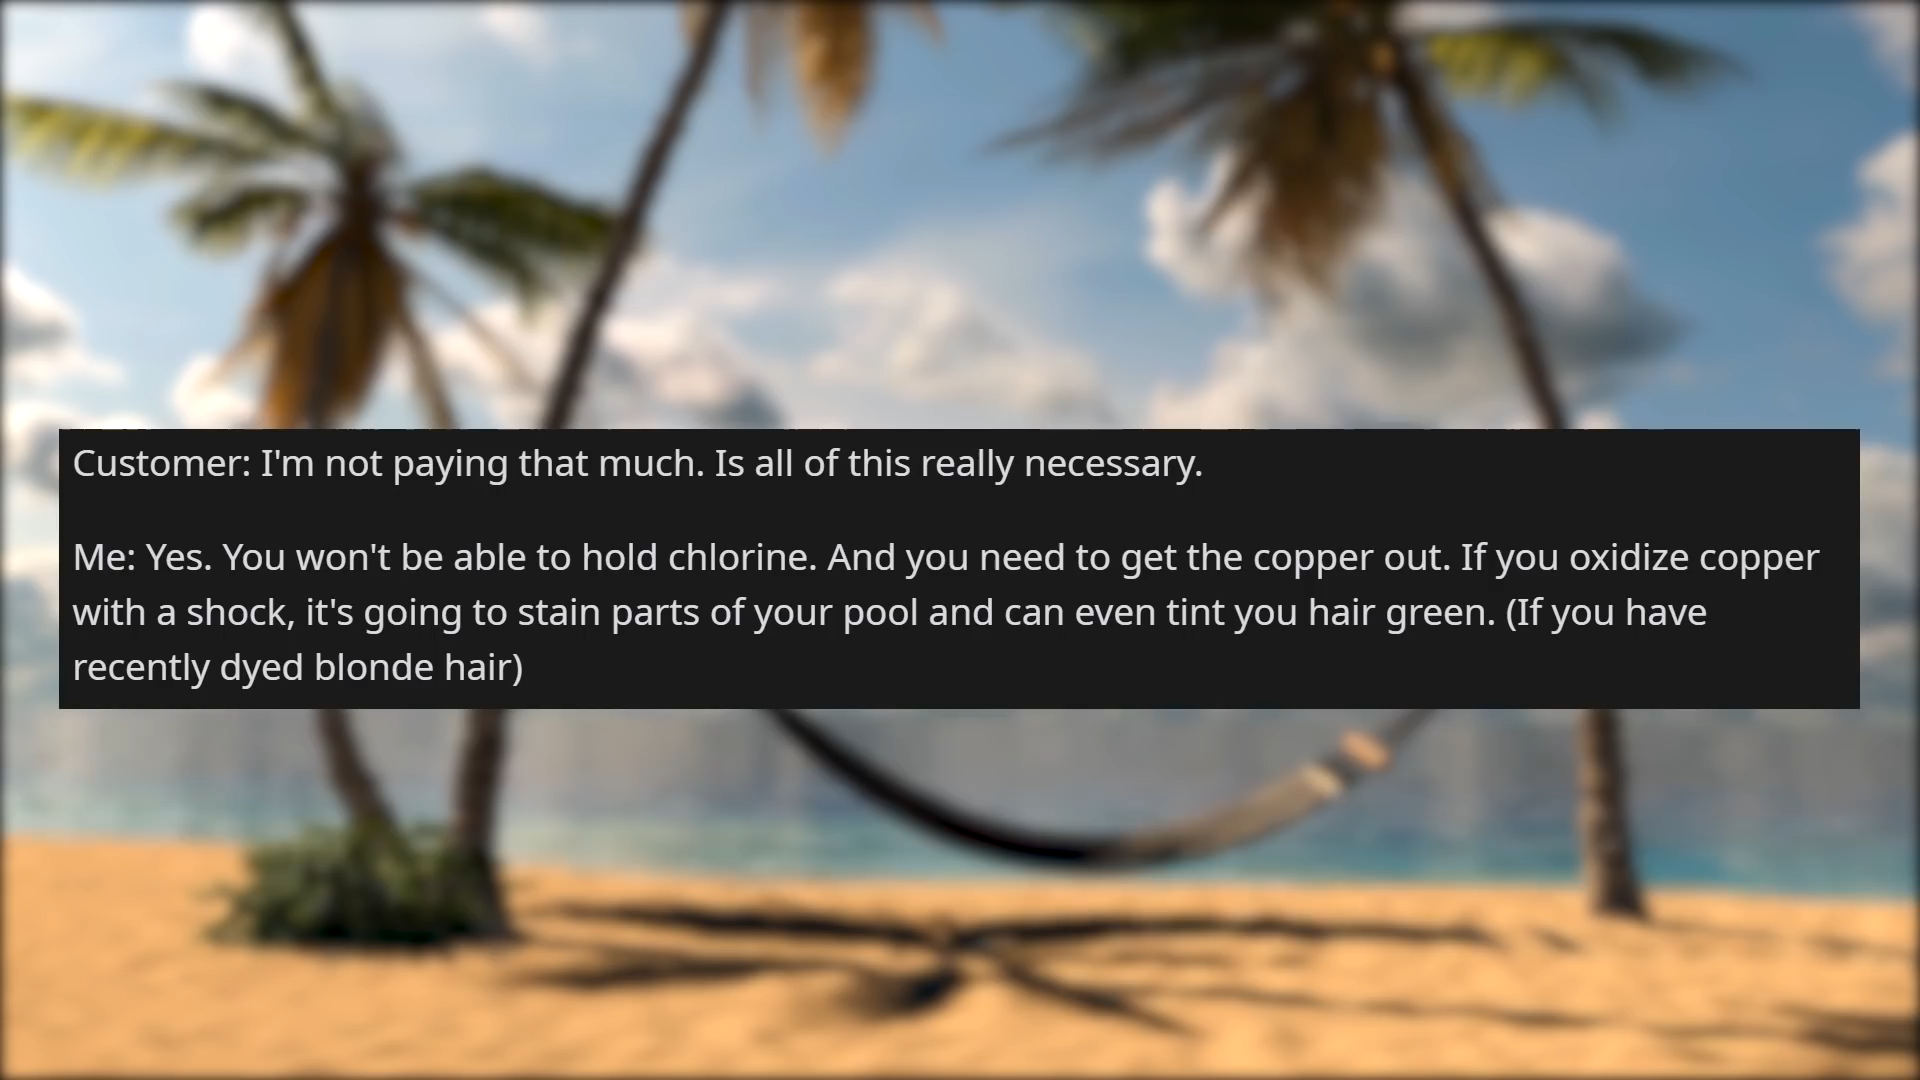 Customer: I'm not paying that much. Is all of this really necessary.
Me: Yes. You won't be able to hold chlorine. And you need to get the copper out. If you oxidize copper
with a shock, it's going to stain parts of your pool and can even tint you hair green. (If you have
recently dyed blonde hair)